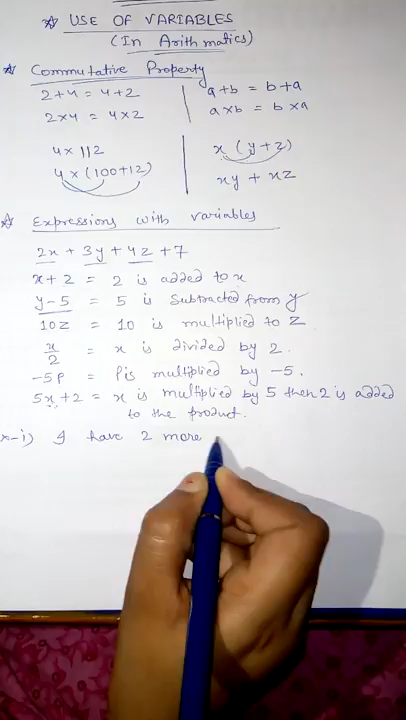 ☆ USE OF VARIABLES
(In Arithmatics)
☆ Commutative Property
2+4 = 4+2
2×4 = 4×2
a+b = b+a
a×b = b×a
4×112
4×(100+12)
x(y+z)
xy + xz
☆ Expressions with variables
2x + 3y + 4z + 7
x+2 = 2 is added to x
y-5 = 5 is Subtracted from y
10z = 10 is multiplied to Z
x/2 = x is divided by 2.
-5P = P is multiplied by -5.
5x+2 = x is multiplied by 5 then 2 is added
to the product.
x-i) I have 2 more